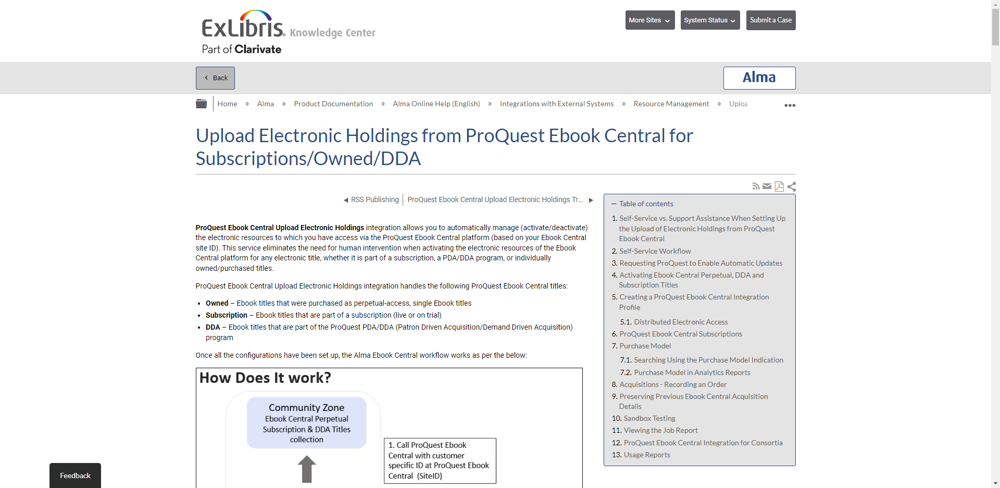 ExLibris® Knowledge Center
Part of Clarivate
More Sites
System Status
Submit a Case
Back
Alma
Home » Alma » Product Documentation » Alma Online Help (English) » Integrations with External Systems » Resource Management » Uploa
Upload Electronic Holdings from ProQuest Ebook Central for
Subscriptions/Owned/DDA
◀ RSS Publishing
ProQuest Ebook Central Upload Electronic Holdings Tr... ▶
ProQuest Ebook Central Upload Electronic Holdings integration allows you to automatically manage (activate/deactivate)
the electronic resources to which you have access via the ProQuest Ebook Central platform (based on your Ebook Central
site ID). This service eliminates the need for human intervention when activating the electronic resources of the Ebook
Central platform for any electronic title, whether it is part of a subscription, a PDA/DDA program, or individually
owned/purchased titles.
ProQuest Ebook Central Upload Electronic Holdings integration handles the following ProQuest Ebook Central titles:
• Owned – Ebook titles that were purchased as perpetual-access, single Ebook titles
• Subscription – Ebook titles that are part of a subscription (live or on trial)
• DDA – Ebook titles that are part of the ProQuest PDA/DDA (Patron Driven Acquisition/Demand Driven Acquisition)
program
Once all the configurations have been set up, the Alma Ebook Central workflow works as per the below:
How Does It work?
Community Zone
Ebook Central Perpetual
Subscription & DDA Titles
collection
1. Call ProQuest Ebook
Central with customer
specific ID at ProQuest Ebook
Central (SiteID)
— Table of contents
1. Self-Service vs. Support Assistance When Setting Up
the Upload of Electronic Holdings from ProQuest
Ebook Central
2. Self-Service Workflow
3. Requesting ProQuest to Enable Automatic Updates
4. Activating Ebook Central Perpetual, DDA and
Subscription Titles
5. Creating a ProQuest Ebook Central Integration
Profile
5.1. Distributed Electronic Access
6. ProQuest Ebook Central Subscriptions
7. Purchase Model
7.1. Searching Using the Purchase Model Indication
7.2. Purchase Model in Analytics Reports
8. Acquisitions - Recording an Order
9. Preserving Previous Ebook Central Acquisition
Details
10. Sandbox Testing
11. Viewing the Job Report
12. ProQuest Ebook Central Integration for Consortia
13. Usage Reports
Feedback